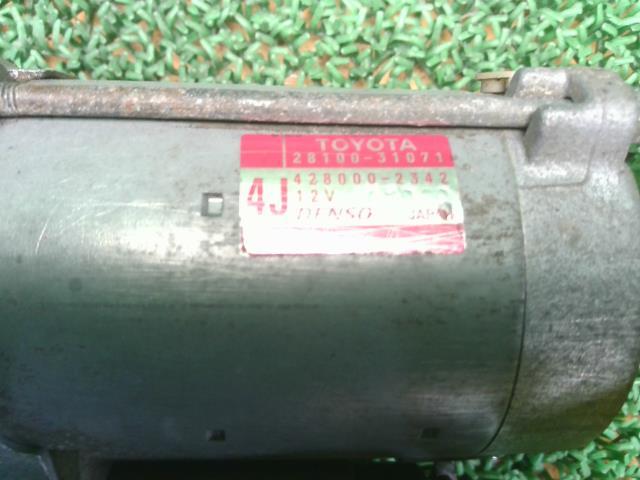 TOYOTA
28100-31071
4J
428000-2342
12V
DENSO JAPAN